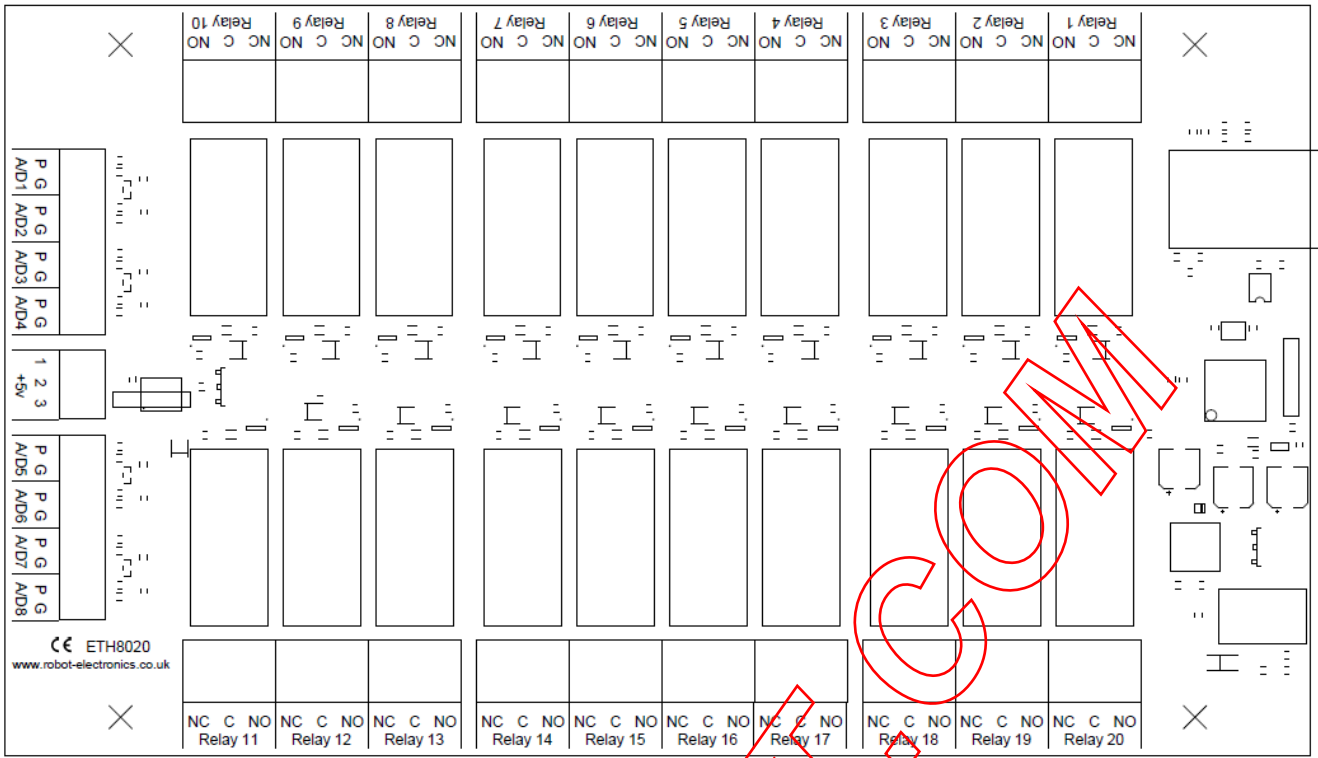 Relay 10 Relay 9 Relay 8 Relay 7 Relay 6 Relay 5 Relay 4 Relay 3 Relay 2 Relay 1
NO C NC NO C NC NO C NC NO C NC NO C NC NO C NC NO C NC NO C NC NO C NC NO C NC
P G
A/D1
P G
A/D2
P G
A/D3
P G
A/D4
1 2 3
+5v
P G
A/D5
P G
A/D6
P G
A/D7
P G
A/D8
CE ETH8020
www.robot-electronics.co.uk
NC C NO NC C NO NC C NO NC C NO NC C NO NC C NO NC C NO NC C NO NC C NO NC C NO
Relay 11 Relay 12 Relay 13 Relay 14 Relay 15 Relay 16 Relay 17 Relay 18 Relay 19 Relay 20
COM